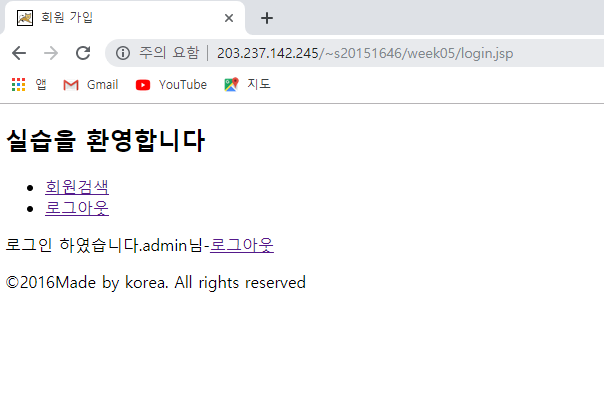 회원 가입
주의 요함 203.237.142.245/~s20151646/week05/login.jsp
앱 Gmail YouTube 지도
실습을 환영합니다
회원검색
로그아웃
로그인 하였습니다.admin님-로그아웃
©2016Made by korea. All rights reserved